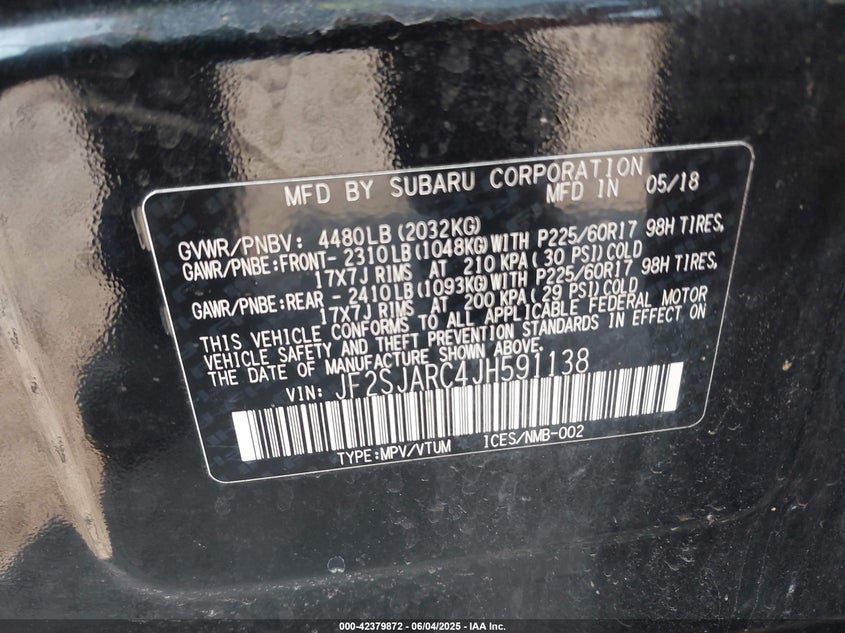 MFD BY SUBARU CORPORATION
MFD IN 05/18
GVWR/PNBV: 4480LB (2032KG)
GAWR/PNBE:FRONT- 2310LB (1048KG)WITH P225/60R17 98H TIRES,
17X7J RIMS AT 210 KPA ( 30 PSI)COLD
GAWR/PNBE:REAR - 2410LB (1093KG)WITH P225/60R17 98H TIRES,
17X7J RIMS AT 200 KPA ( 29 PSI)COLD
THIS VEHICLE CONFORMS TO ALL APPLICABLE FEDERAL MOTOR
VEHICLE SAFETY AND THEFT PREVENTION STANDARDS IN EFFECT ON
THE DATE OF MANUFACTURE SHOWN ABOVE.
VIN: JF2SJARC4JH591138
TYPE:MPV/VTUM ICES/NMB-002
000-42379872 - 06/04/2025 - IAA Inc.